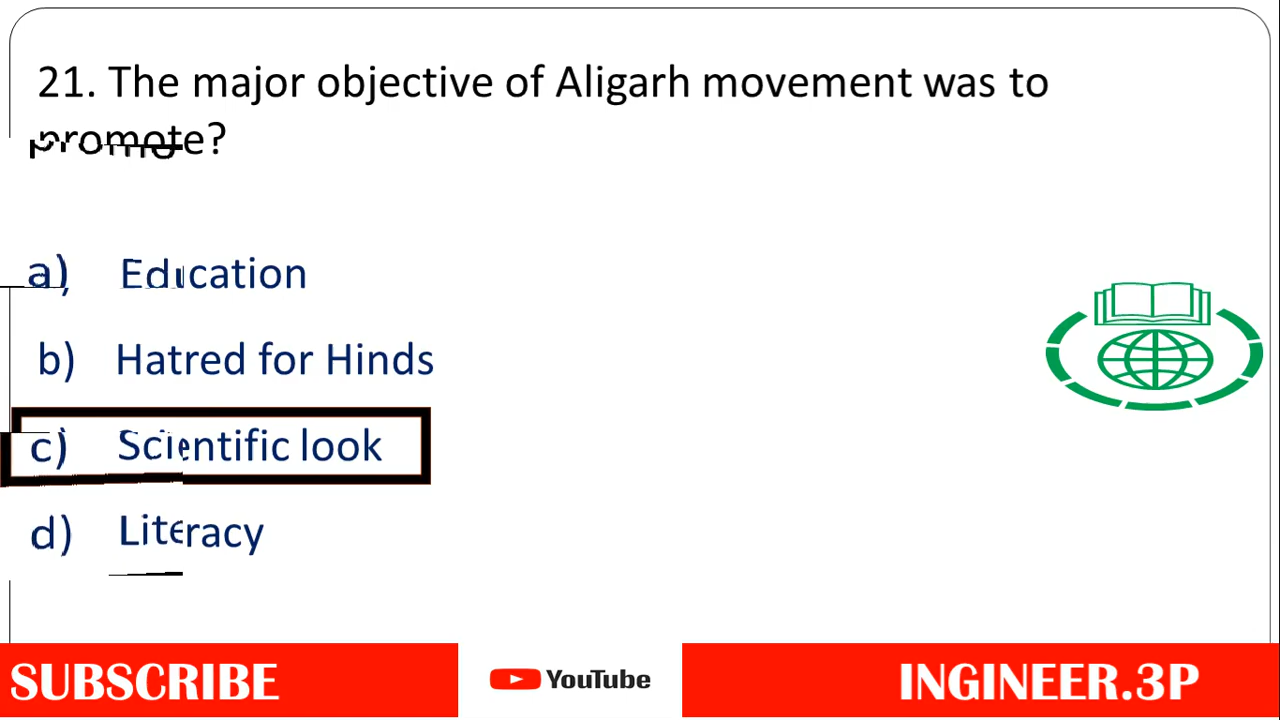 21. The major objective of Aligarh movement was to
promote?
a) Education
b) Hatred for Hinds
c) Scientific look
d) Literacy
SUBSCRIBE YouTube INGINEER.3P